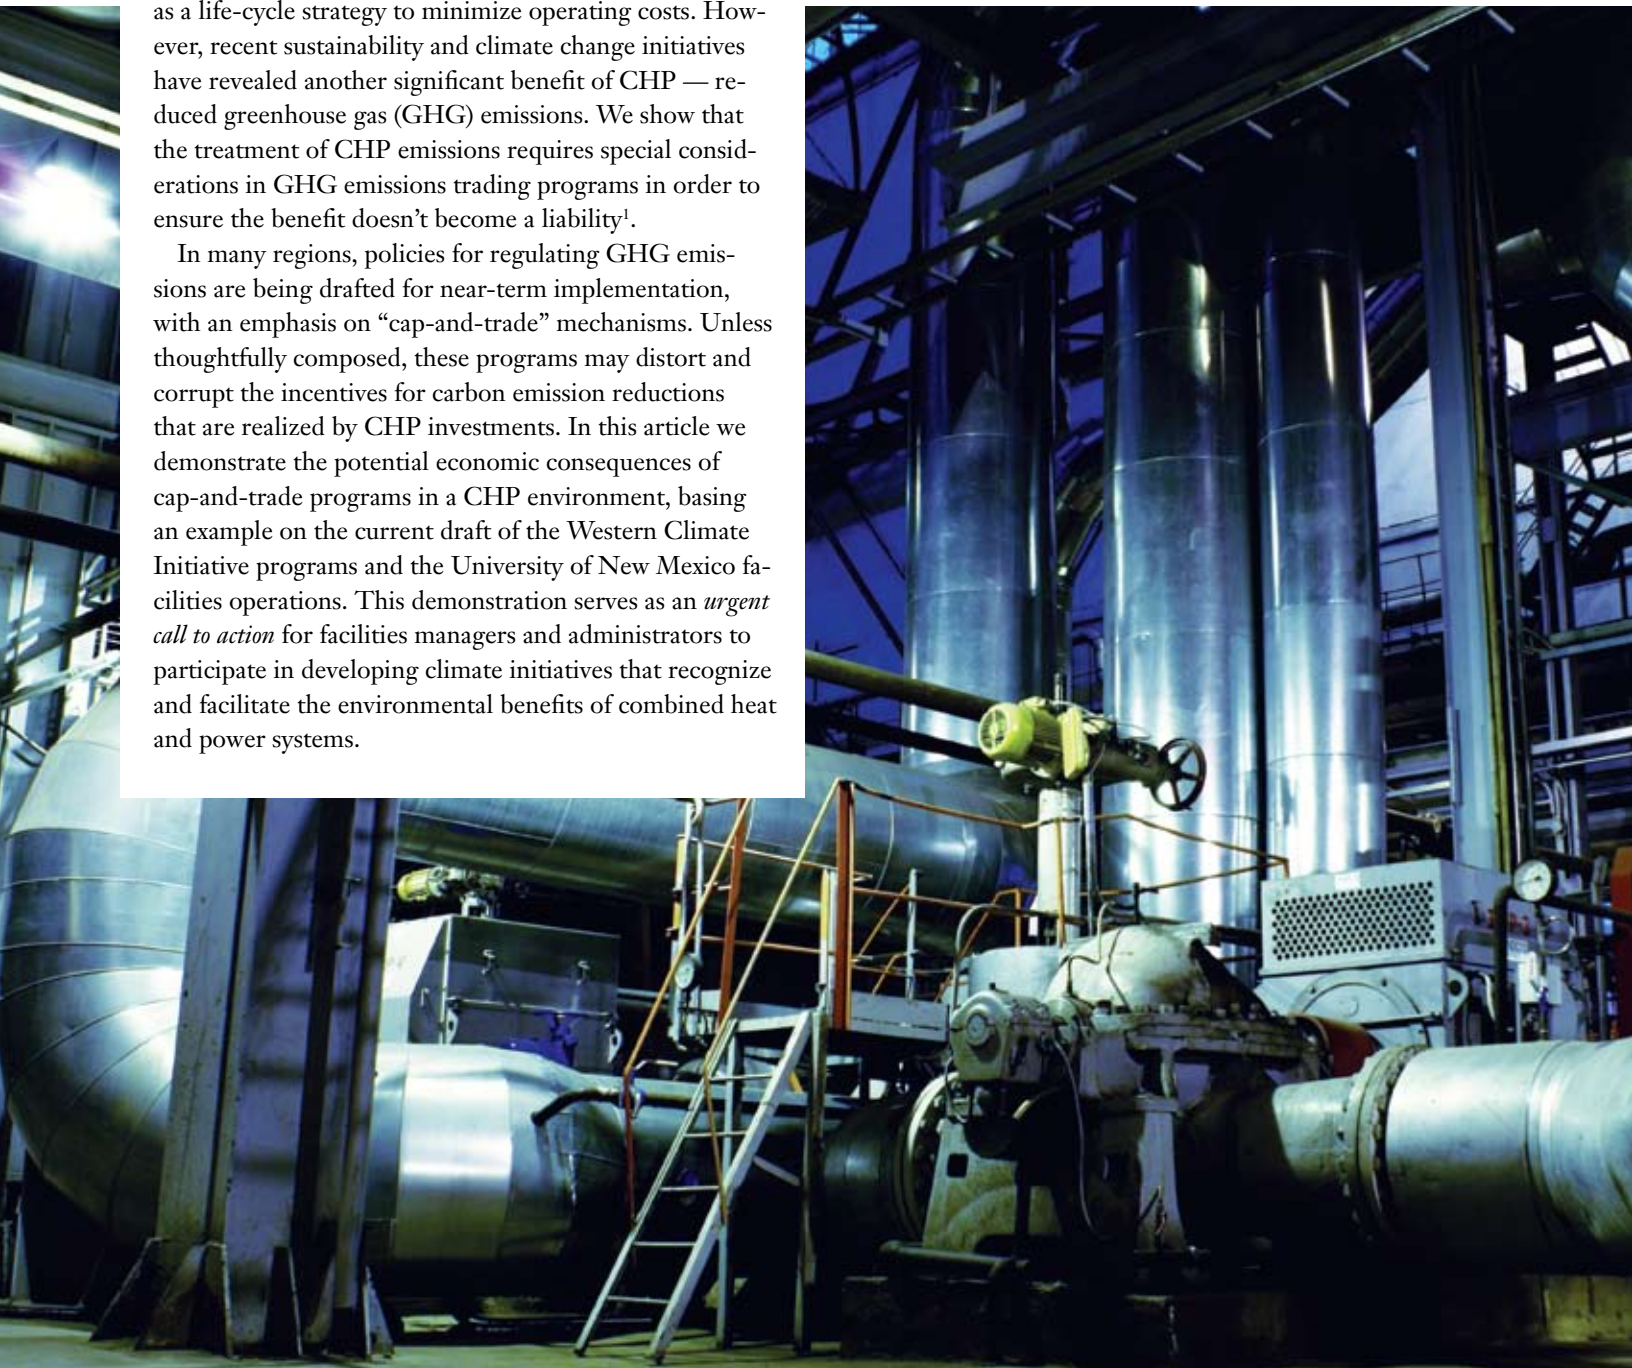 as a life-cycle strategy to minimize operating costs. How-
ever, recent sustainability and climate change initiatives
have revealed another significant benefit of CHP — re-
duced greenhouse gas (GHG) emissions. We show that
the treatment of CHP emissions requires special consid-
erations in GHG emissions trading programs in order to
ensure the benefit doesn’t become a liability¹.
In many regions, policies for regulating GHG emis-
sions are being drafted for near-term implementation,
with an emphasis on “cap-and-trade” mechanisms. Unless
thoughtfully composed, these programs may distort and
corrupt the incentives for carbon emission reductions
that are realized by CHP investments. In this article we
demonstrate the potential economic consequences of
cap-and-trade programs in a CHP environment, basing
an example on the current draft of the Western Climate
Initiative programs and the University of New Mexico fa-
cilities operations. This demonstration serves as an urgent
call to action for facilities managers and administrators to
participate in developing climate initiatives that recognize
and facilitate the environmental benefits of combined heat
and power systems.